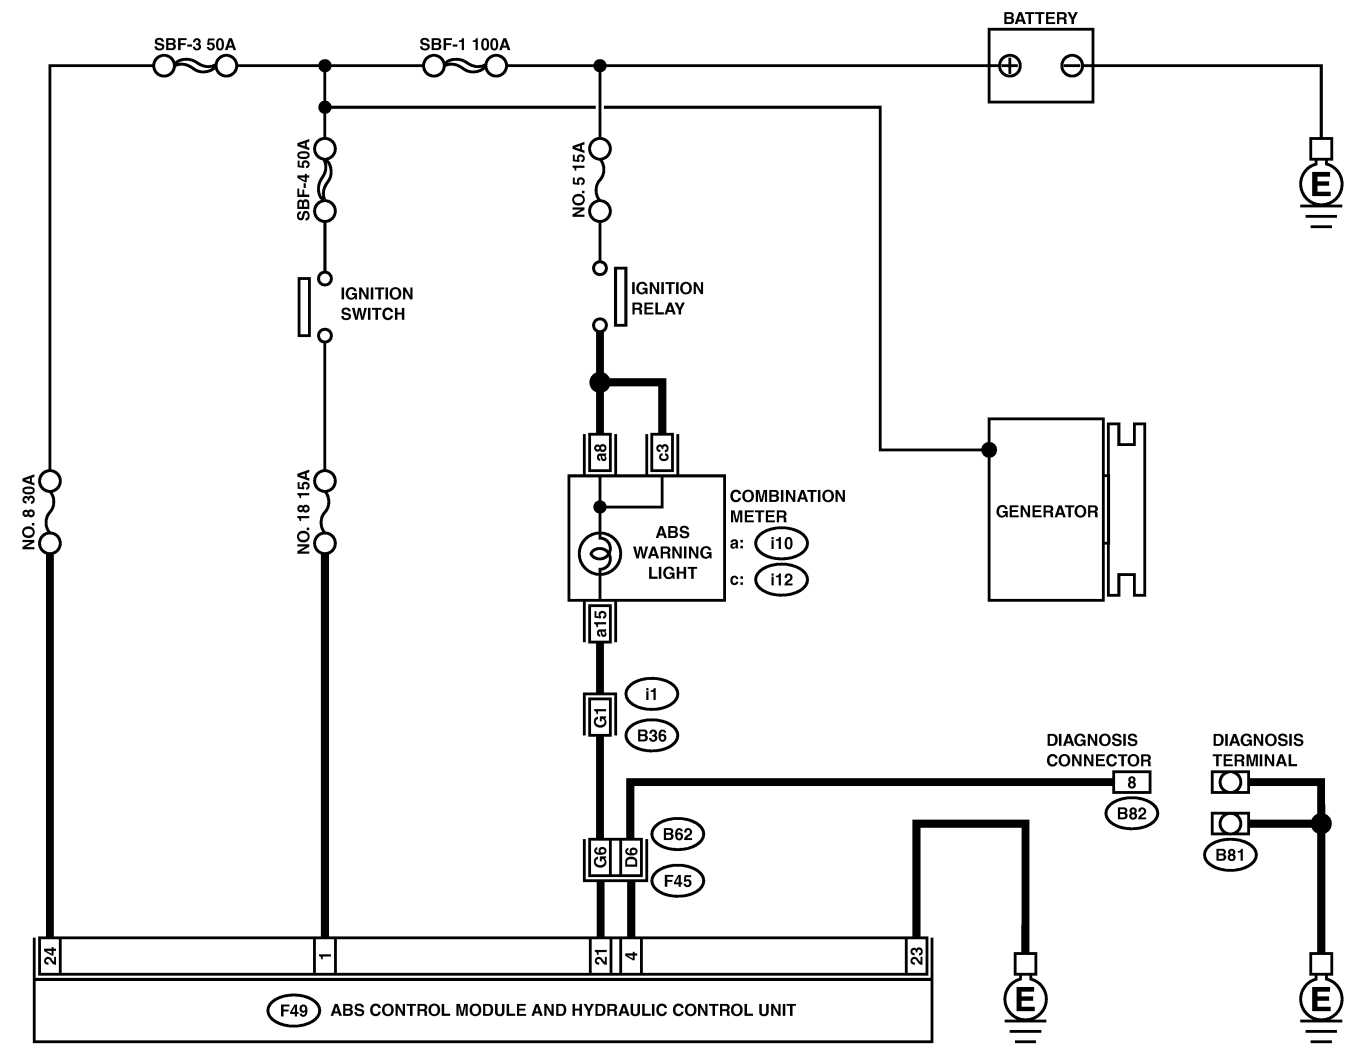 BATTERY
SBF-3 50A
SBF-1 100A
SBF-4 50A
NO. 5 15A
E
IGNITION
SWITCH
IGNITION
RELAY
a8
c3
NO. 8 30A
NO. 18 15A
ABS
WARNING
LIGHT
COMBINATION
METER
a: i10
c: i12
GENERATOR
a15
i1
G1
B36
DIAGNOSIS
CONNECTOR
8
B82
DIAGNOSIS
TERMINAL
B81
B62
G6
D6
F45
24
1
21
4
23
F49 ABS CONTROL MODULE AND HYDRAULIC CONTROL UNIT
E
E